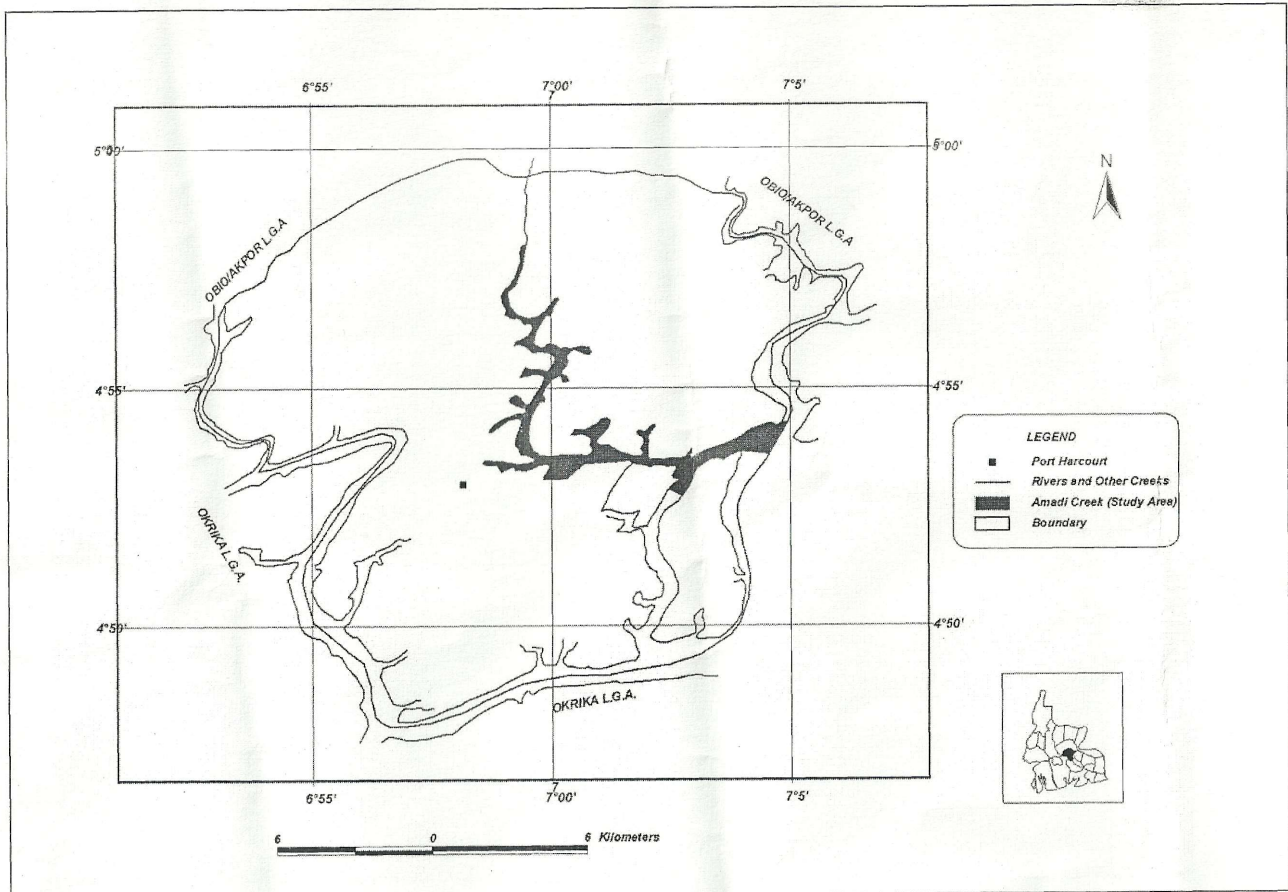 6°55'
7°00'
7
7°5'
5°00'
5°00'
N
OBIO/AKPOR L.G.A
OBIO/AKPOR L.G.A
4°55'
4°55'
LEGEND
Port Harcourt
Rivers and Other Creeks
Amadi Creek (Study Area)
Boundary
OKRIKA L.G.A.
4°50'
4°50'
OKRIKA L.G.A.
6°55'
7°00'
7°5'
6 0 6 Kilometers